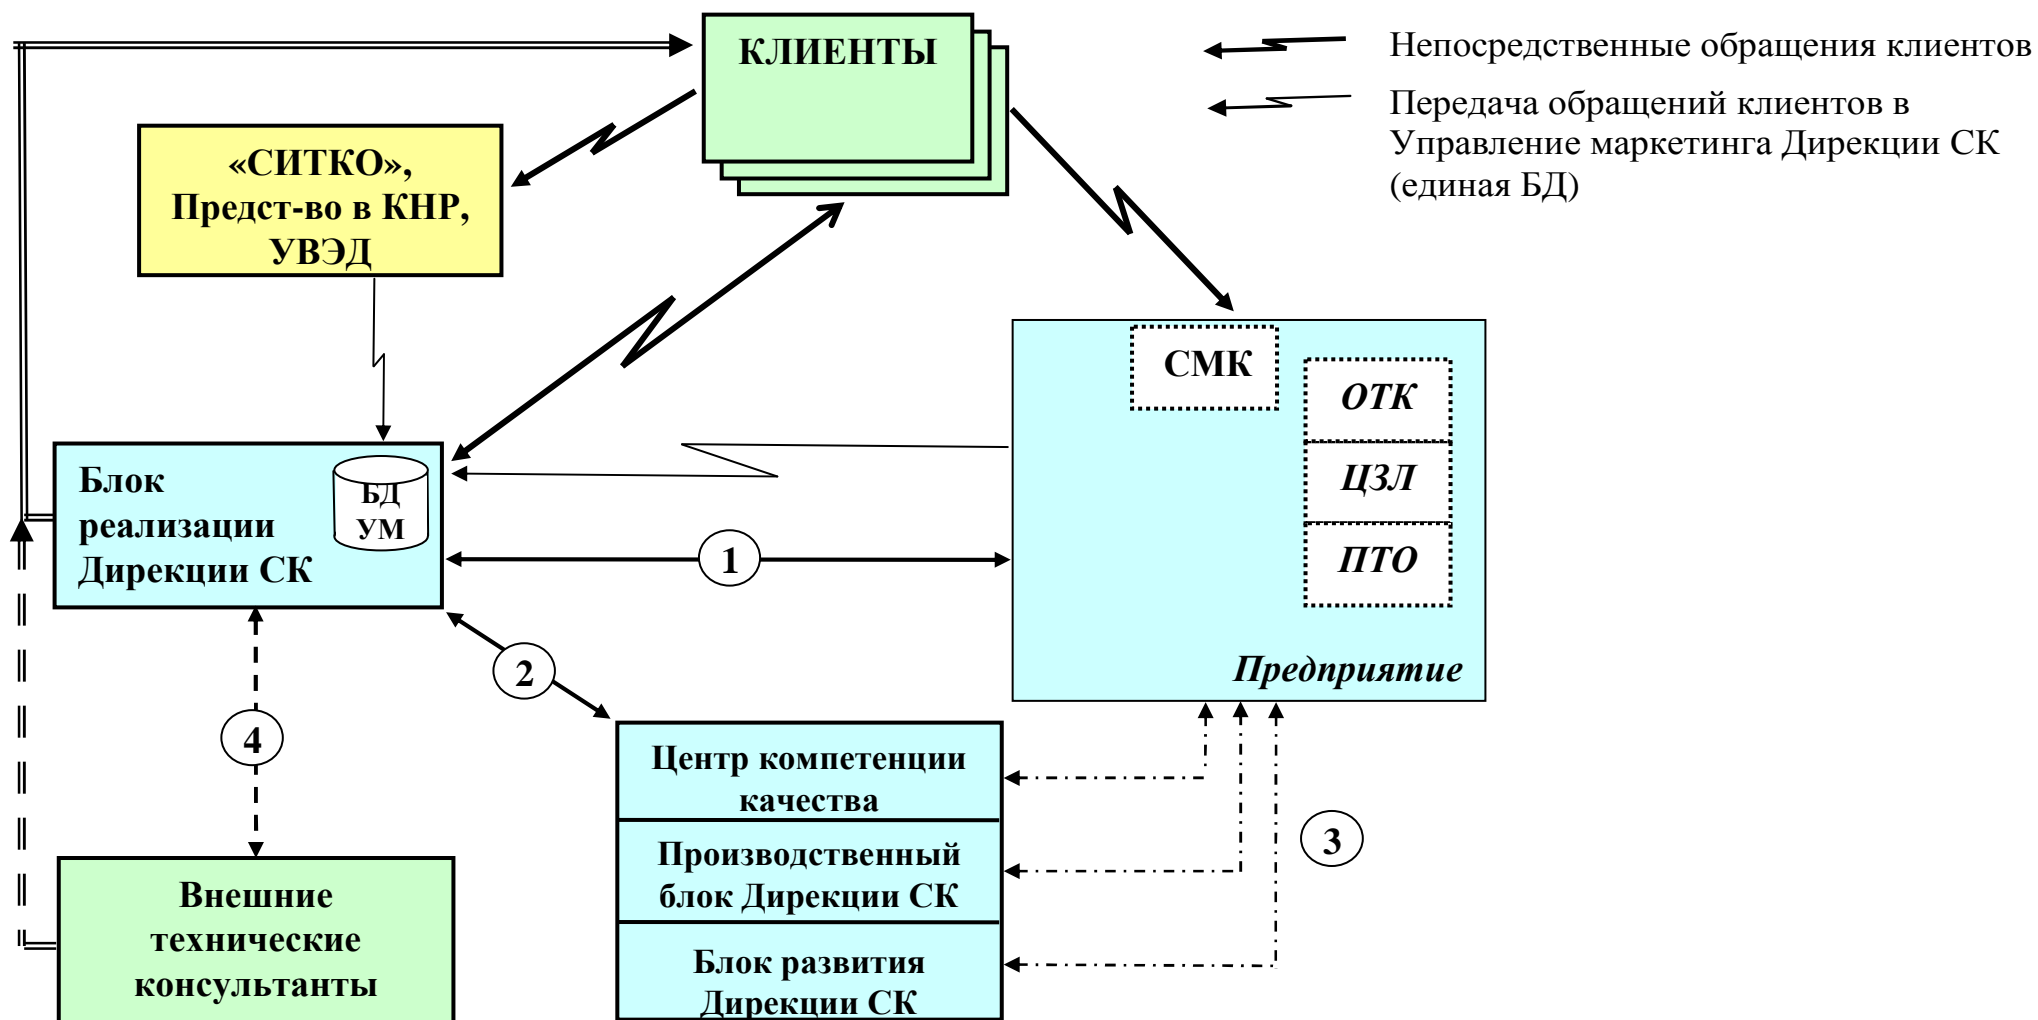 КЛИЕНТЫ
Непосредственные обращения клиентов
Передача обращений клиентов в
Управление маркетинга Дирекции СК
(единая БД)
«СИТКО»,
Предст-во в КНР,
УВЭД
СМК
ОТК
ЦЗЛ
ПТО
Предприятие
Блок
реализации
Дирекции СК
БД
УМ
1
2
4
3
Центр компетенции
качества
Производственный
блок Дирекции СК
Блок развития
Дирекции СК
Внешние
технические
консультанты